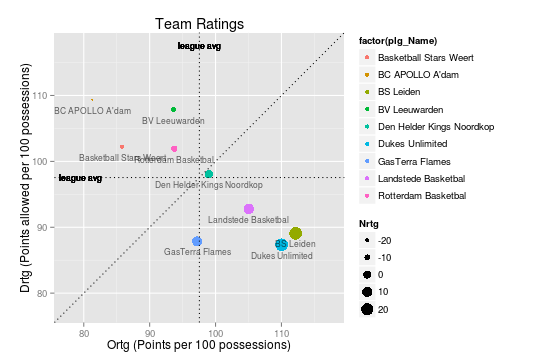 Team Ratings
league avg
factor(plg_Name)
Basketball Stars Weert
BC APOLLO A'dam
BS Leiden
BV Leeuwarden
Den Helder Kings Noordkop
Dukes Unlimited
GasTerra Flames
Landstede Basketbal
Rotterdam Basketbal
Nrtg
-20
-10
0
10
20
Drtg (Points allowed per 100 possessions)
110
100
90
80
BC APOLLO A'dam
BV Leeuwarden
Basketball Stars Weert
Rotterdam Basketbal
league avg
Den Helder Kings Noordkop
Landstede Basketbal
BS Leiden
GasTerra Flames
Dukes Unlimited
80
90
100
110
Ortg (Points per 100 possessions)